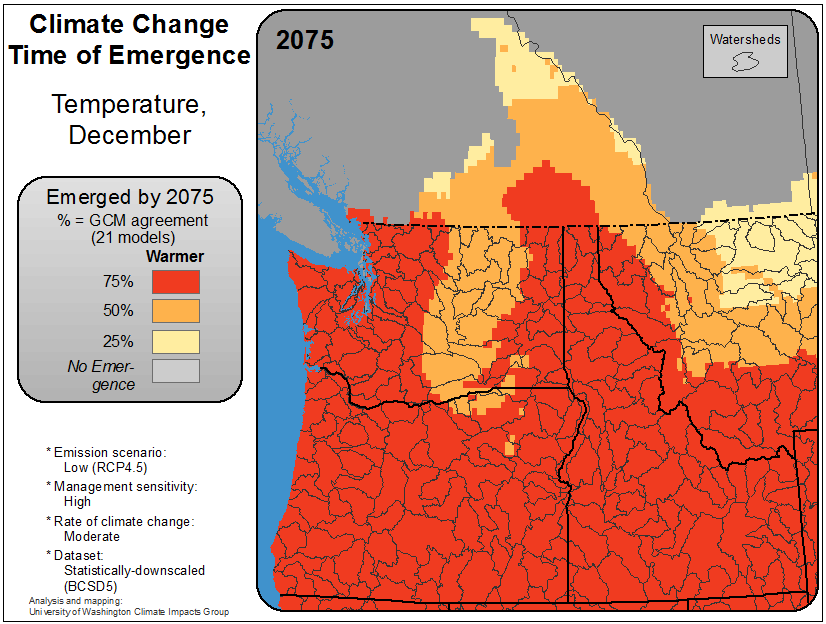 Climate Change
Time of Emergence
Temperature,
December
Emerged by 2075
% = GCM agreement
(21 models)
Warmer
75%
50%
25%
No Emer-
gence
* Emission scenario:
Low (RCP4.5)
* Management sensitivity:
High
* Rate of climate change:
Moderate
* Dataset:
Statistically-downscaled
(BCSD5)
Analysis and mapping:
University of Washington Climate Impacts Group
2075
Watersheds